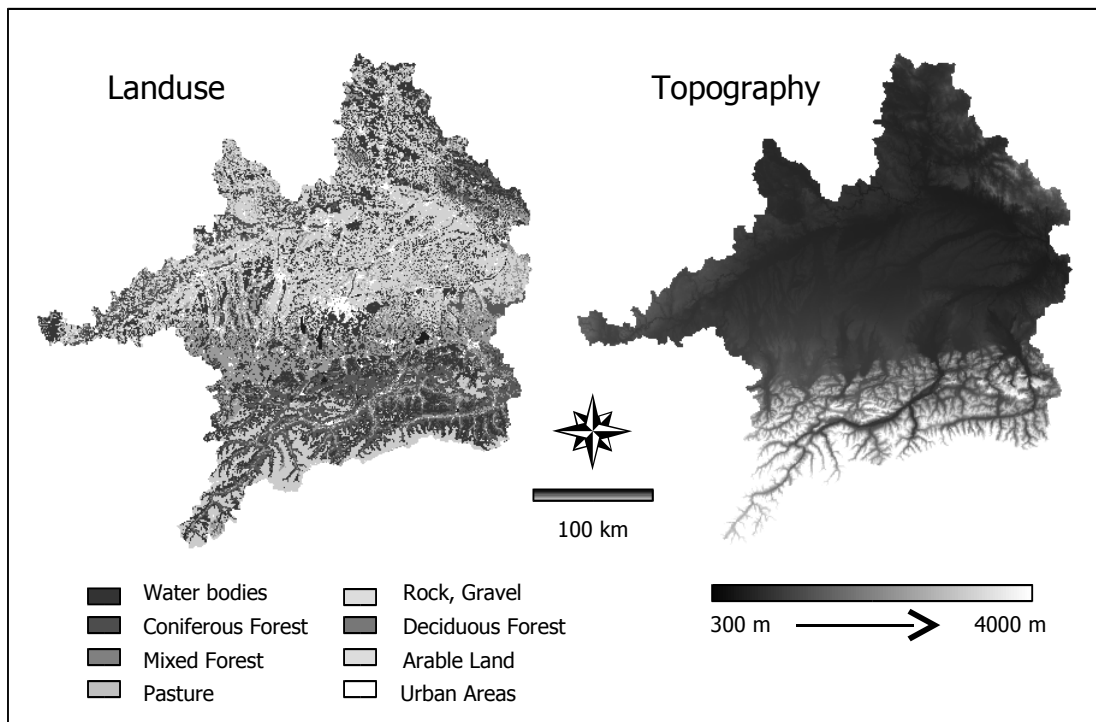 Landuse
Topography
100 km
Water bodies
Rock, Gravel
Coniferous Forest
Deciduous Forest
Mixed Forest
Arable Land
Pasture
Urban Areas
300 m
4000 m